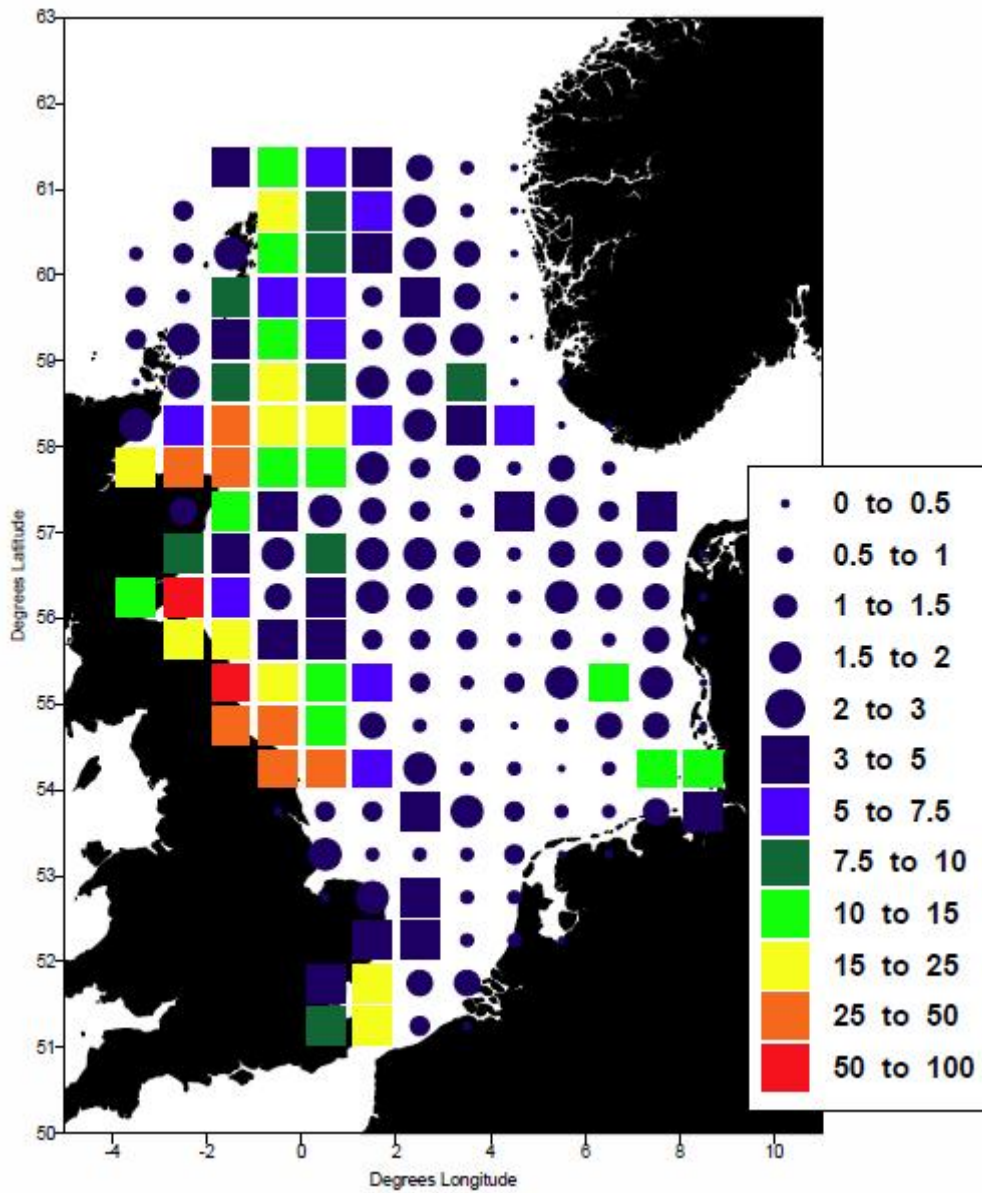 63
62
61
60
59
58
57
56
55
54
53
52
51
50
Degrees Latitude
-4 -2 0 2 4 6 8 10
Degrees Longitude
0 to 0.5
0.5 to 1
1 to 1.5
1.5 to 2
2 to 3
3 to 5
5 to 7.5
7.5 to 10
10 to 15
15 to 25
25 to 50
50 to 100